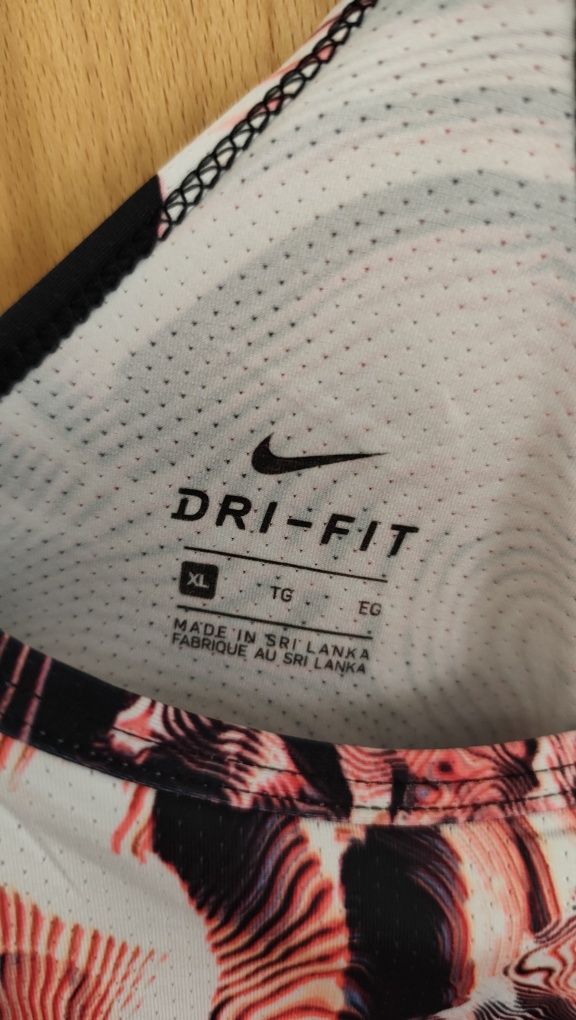 DRI-FIT
XL TG EG
MADE IN SRI LANKA
FABRIQUE AU SRI LANKA